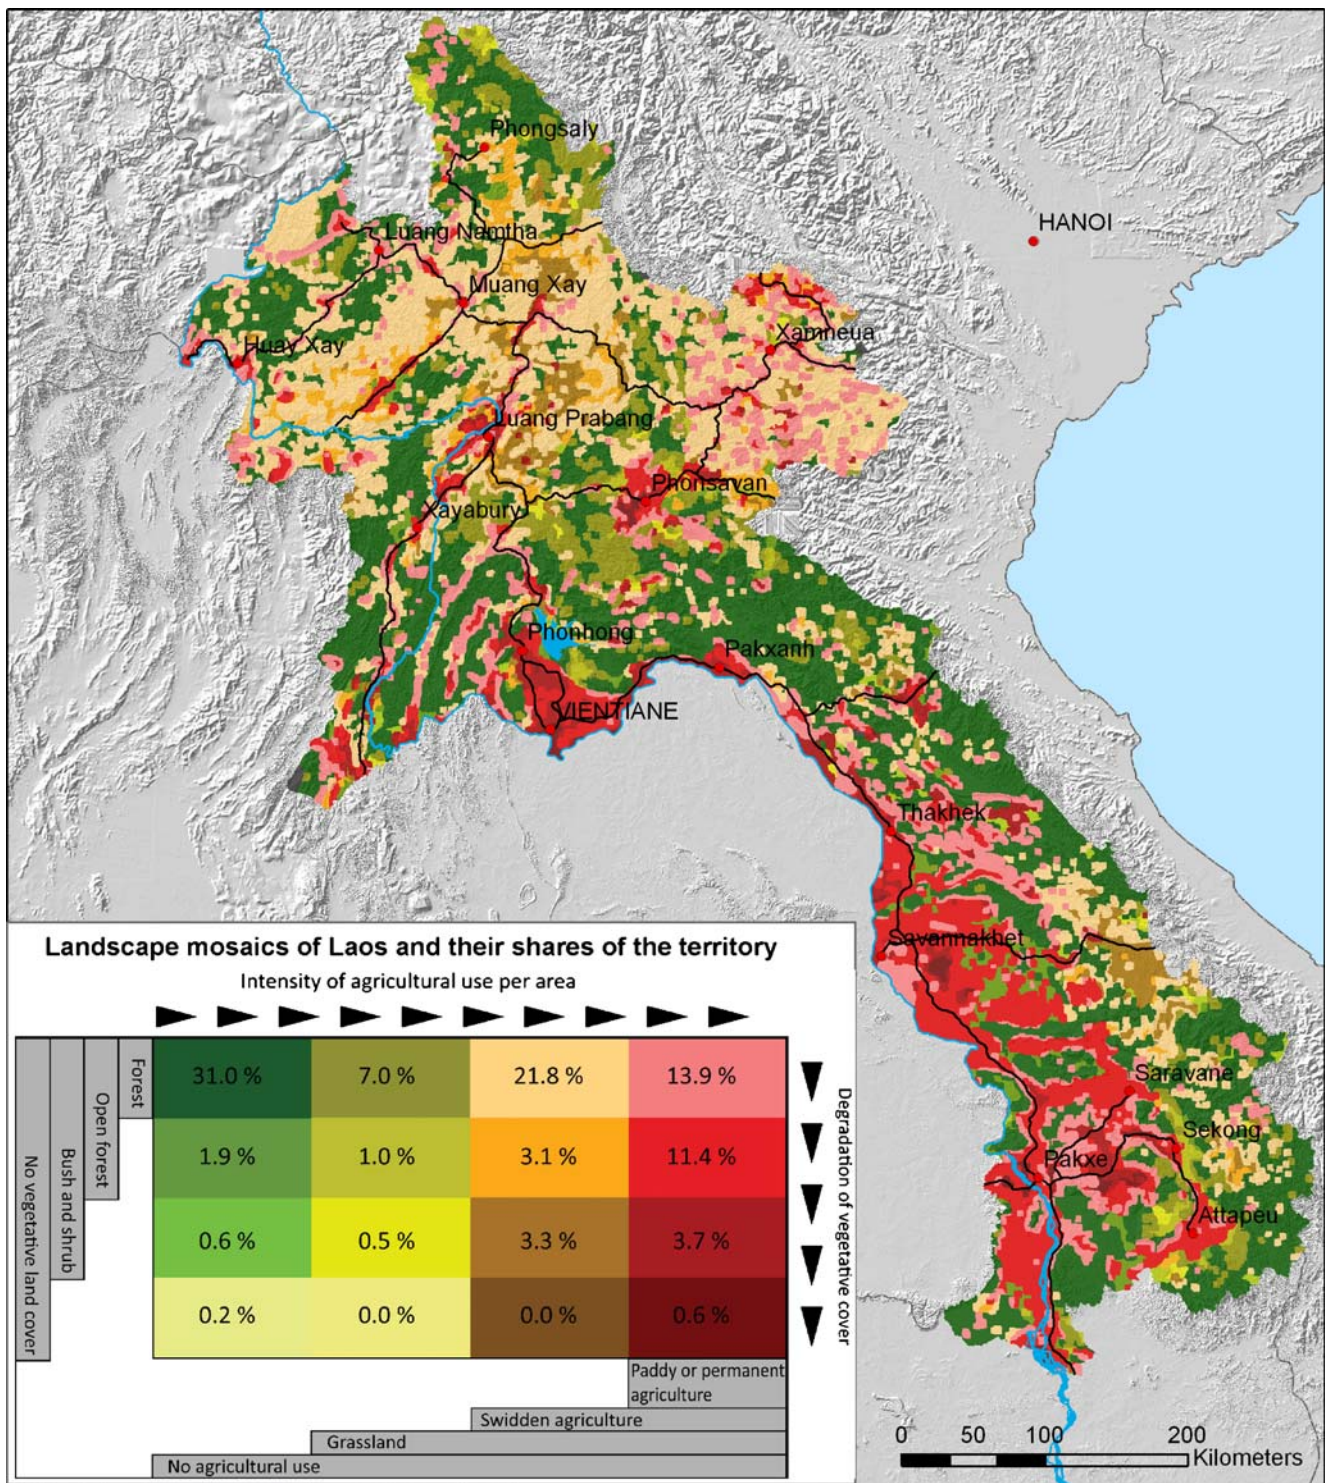 Phongsaly
HANOI
Luang Namtha
Muang Xay
Xamneua
Huay Xay
Luang Prabang
Phonsavan
Xayabury
Phonhong
Pakxanh
VIENTIANE
Thakhek
Savannakhet
Saravane
Sekong
Pakxe
Attapeu
Landscape mosaics of Laos and their shares of the territory
Intensity of agricultural use per area
No vegetative land cover
Bush and shrub
Open forest
Forest
31.0 %
7.0 %
21.8 %
13.9 %
1.9 %
1.0 %
3.1 %
11.4 %
0.6 %
0.5 %
3.3 %
3.7 %
0.2 %
0.0 %
0.0 %
0.6 %
Degradation of vegetative cover
Paddy or permanent
agriculture
Swidden agriculture
Grassland
No agricultural use
0 50 100 200
Kilometers